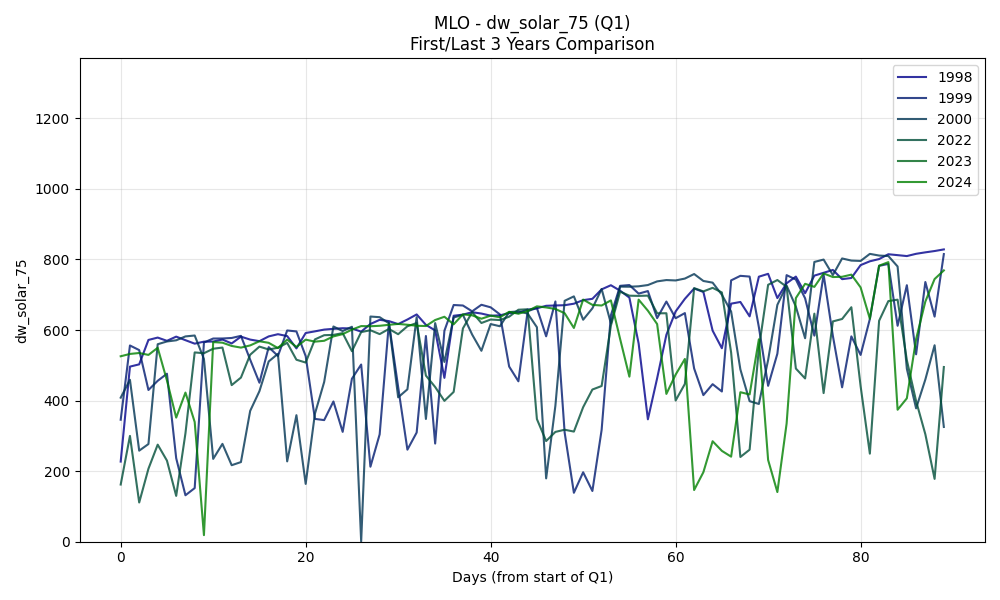 MLO - dw_solar_75 (Q1)
First/Last 3 Years Comparison
1998
1999
2000
2022
2023
2024
dw_solar_75
1200
1000
800
600
400
200
0
0 20 40 60 80
Days (from start of Q1)